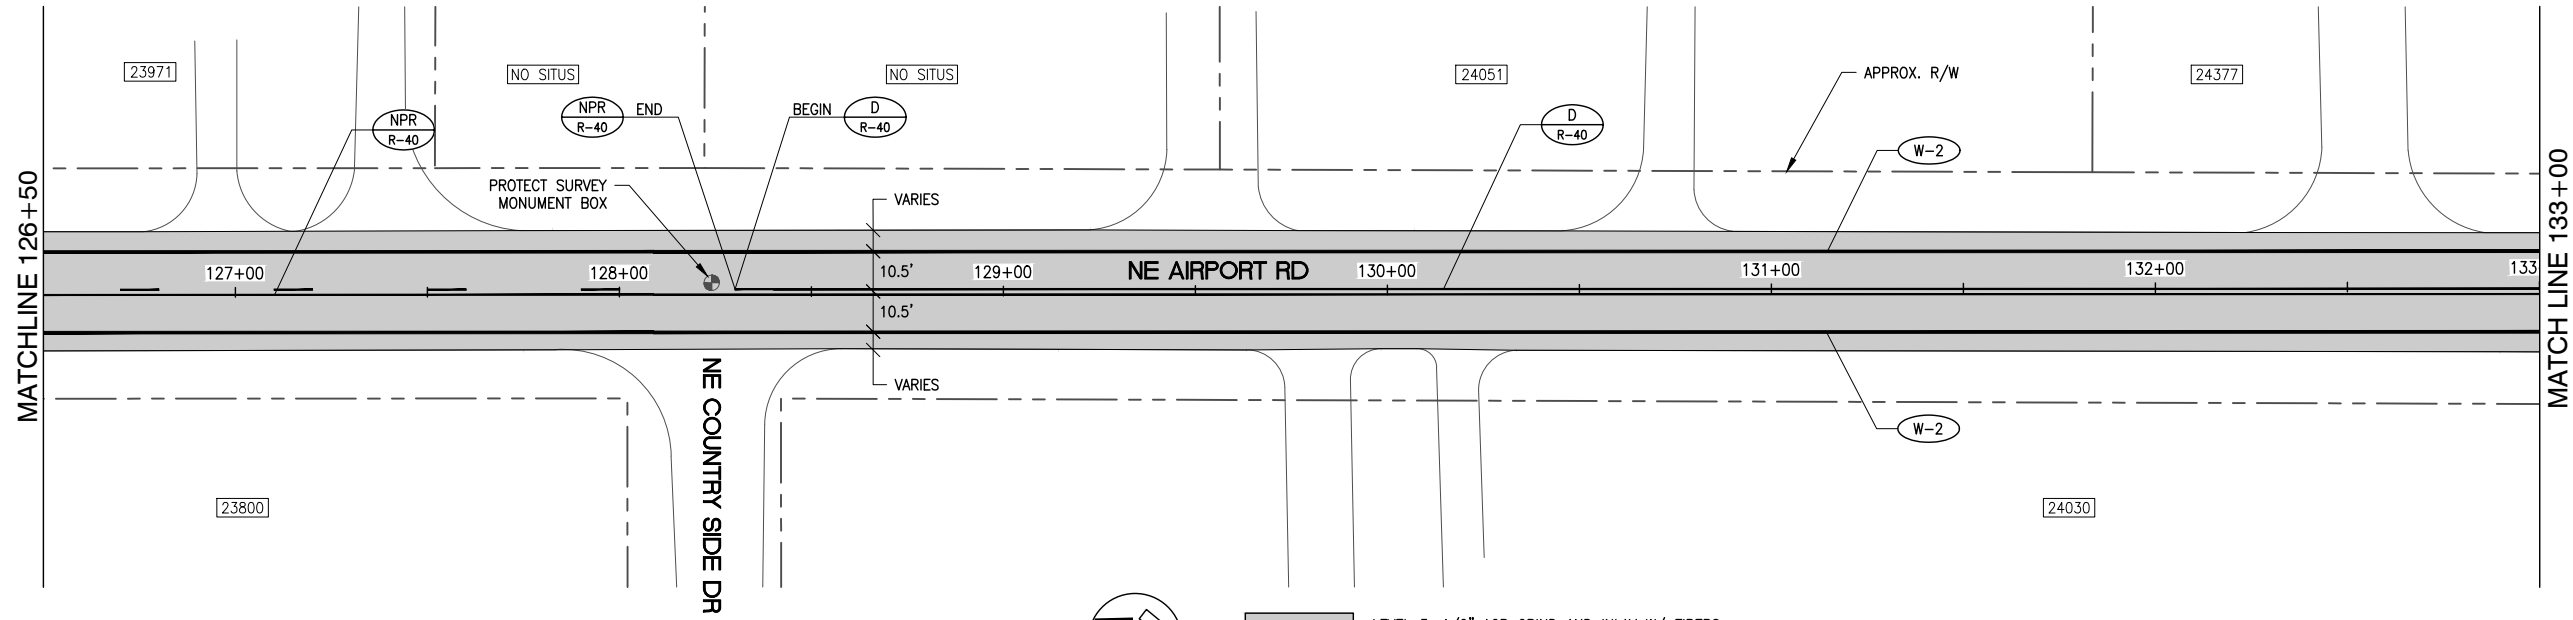 23971
NO SITUS
NO SITUS
24051
APPROX. R/W
24377
NPR
R-40
NPR
R-40
END
BEGIN
D
R-40
D
R-40
W-2
PROTECT SURVEY
MONUMENT BOX
VARIES
MATCHLINE 126+50
127+00
128+00
10.5'
129+00
NE AIRPORT RD
130+00
131+00
132+00
133
MATCH LINE 133+00
10.5'
VARIES
NE COUNTRY SIDE DR
W-2
23800
24030